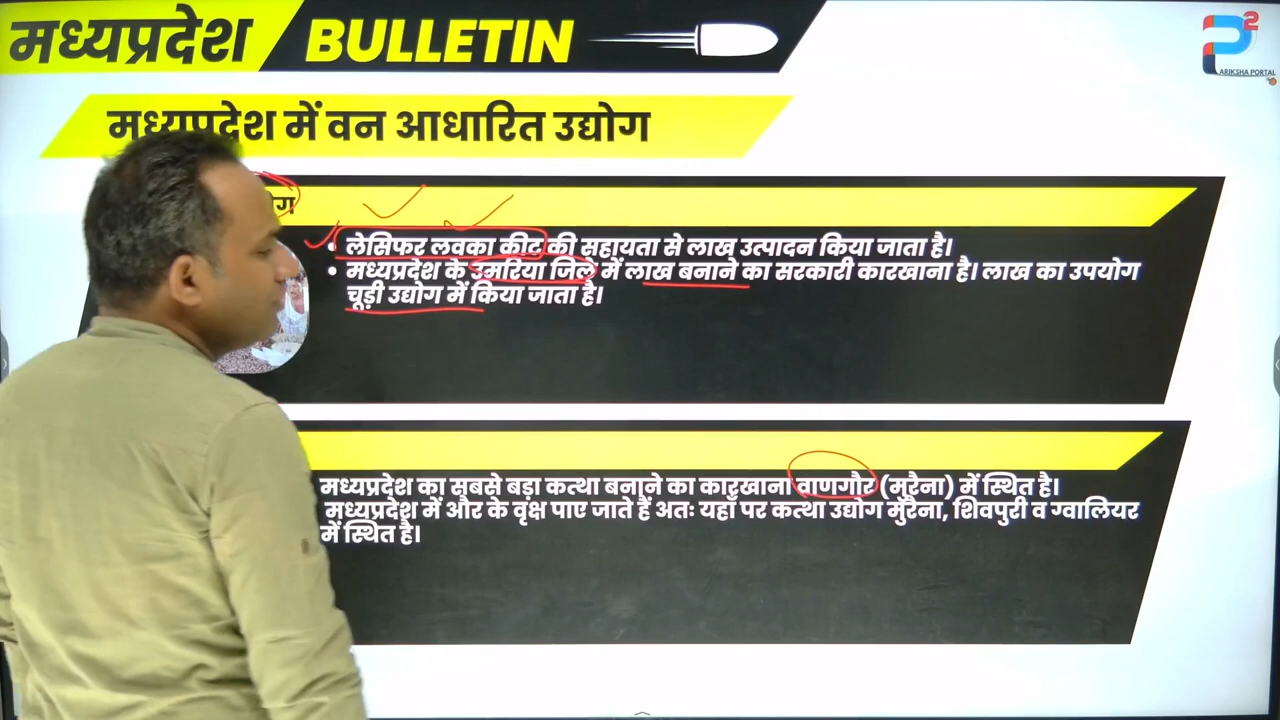 मध्यप्रदेश BULLETIN
P2
ARIKSHA PORTAL
मध्यप्रदेश में वन आधारित उद्योग
• लेसिफर लक्का कीट की सहायता से लाख उत्पादन किया जाता है।
• मध्यप्रदेश के उमरिया जिले में लाख बनाने का सरकारी कारखाना है। लाख का उपयोग
चूड़ी उद्योग में किया जाता है।
मध्यप्रदेश का सबसे बड़ा कत्था बनाने का कारखाना वाणगौर (मुरैना) में स्थित है।
मध्यप्रदेश में और के वृक्ष पाए जाते हैं अतः यहाँ पर कत्था उद्योग मुरैना, शिवपुरी व ग्वालियर
में स्थित है।